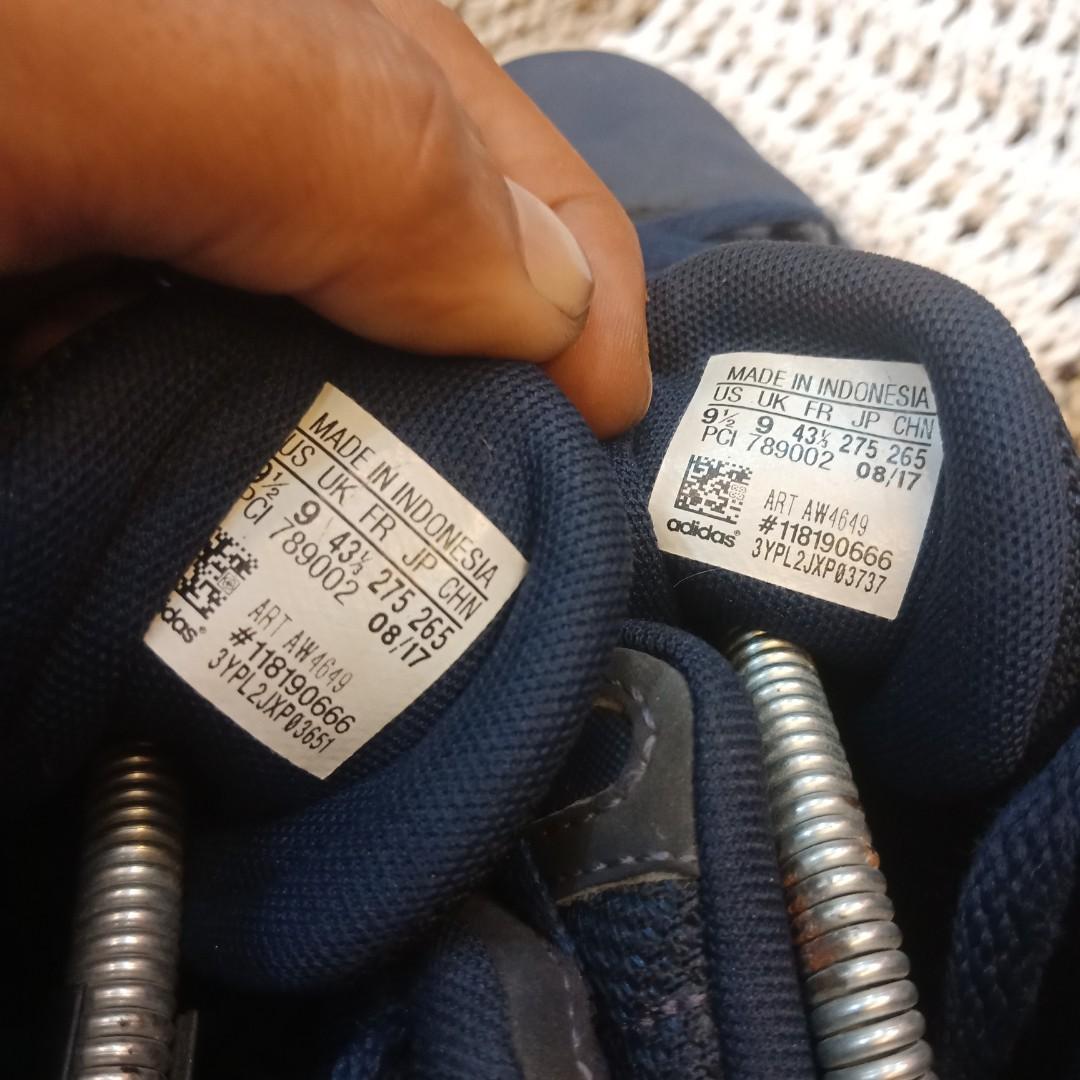 MADE IN INDONESIA
US UK FR JP CHN
9½ 9 43⅓ 275 265
PCI 789002 08/17
ART AW4649
#118190666
3YPL2JXP03651
MADE IN INDONESIA
US UK FR JP CHN
9½ 9 43⅓ 275 265
PCI 789002 08/17
ART AW4649
#118190666
adidas®
3YPL2JXP03737